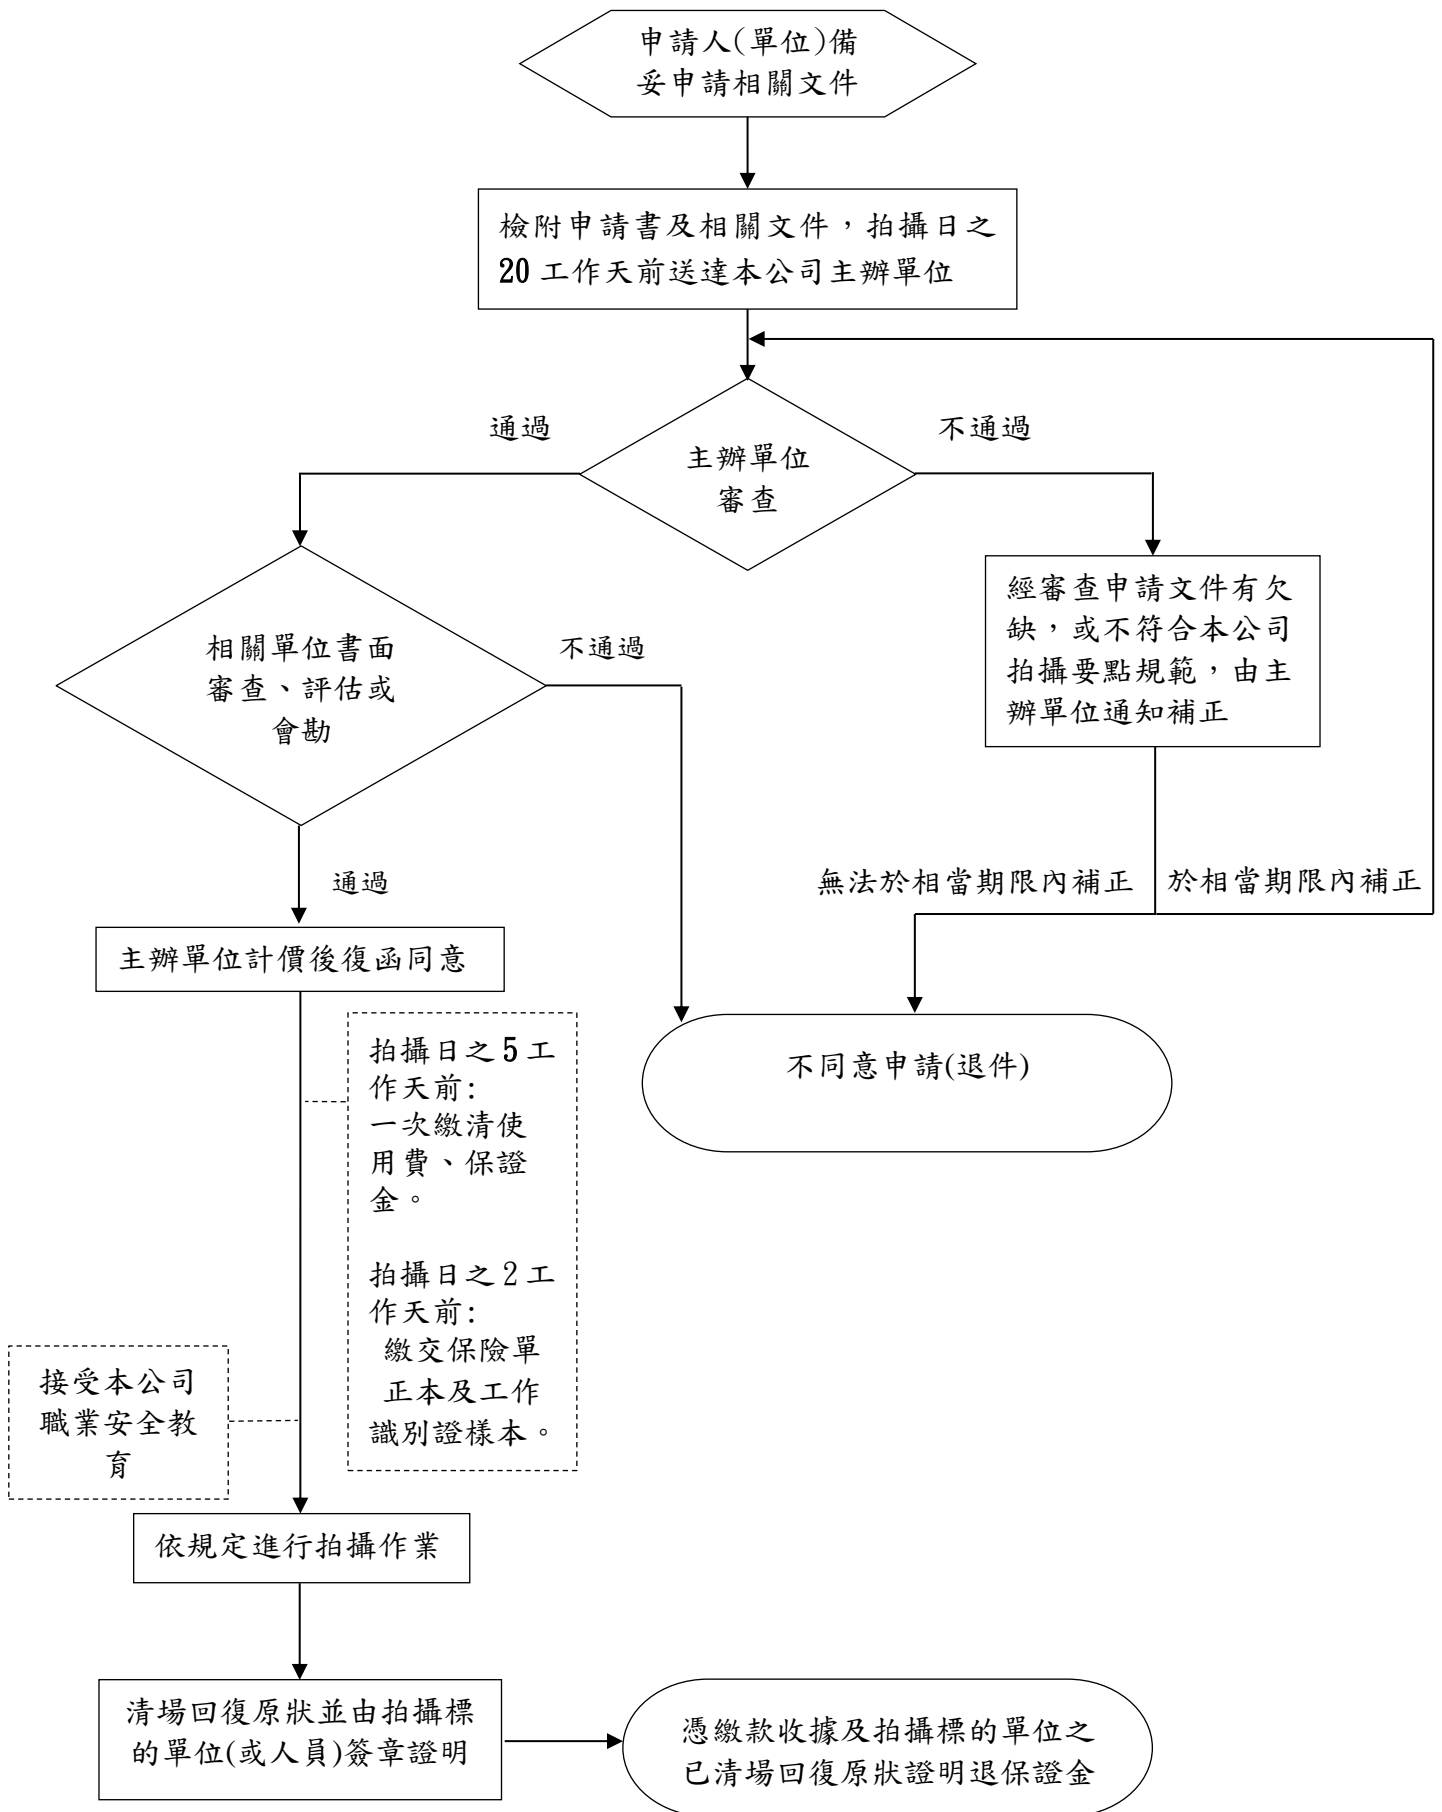 申請人(單位)備
妥申請相關文件
檢附申請書及相關文件，拍攝日之
20 工作天前送達本公司主辦單位
通過
不通過
主辦單位
審查
經審查申請文件有欠
缺，或不符合本公司
拍攝要點規範，由主
辦單位通知補正
相關單位書面
審查、評估或
會勘
不通過
通過
無法於相當期限內補正
於相當期限內補正
主辦單位計價後復函同意
不同意申請(退件)
拍攝日之 5 工
作天前:
一次繳清使
用費、保證
金。
拍攝日之 2 工
作天前:
繳交保險單
正本及工作
識別證樣本。
接受本公司
職業安全教
育
依規定進行拍攝作業
清場回復原狀並由拍攝標
的單位(或人員)簽章證明
憑繳款收據及拍攝標的單位之
已清場回復原狀證明退保證金